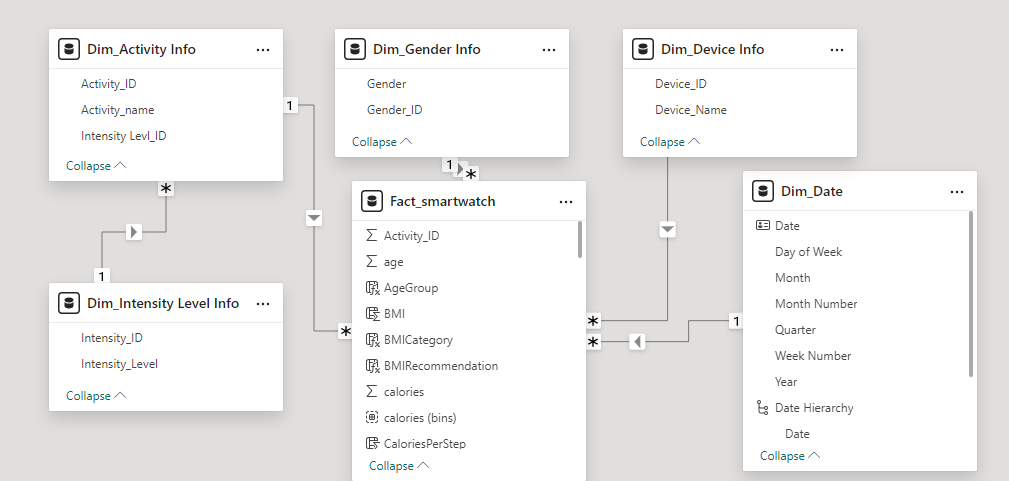 Dim_Activity Info
Activity_ID
Activity_name
Intensity Levl_ID
Collapse
Dim_Gender Info
Gender
Gender_ID
Collapse
Dim_Device Info
Device_ID
Device_Name
Collapse
1
1
*
*
Fact_smartwatch
Activity_ID
age
AgeGroup
BMI
BMICategory
BMIRecommendation
calories
calories (bins)
CaloriesPerStep
Collapse
Dim_Date
Date
Day of Week
Month
Month Number
Quarter
Week Number
Year
Date Hierarchy
Date
Collapse
1
Dim_Intensity Level Info
Intensity_ID
Intensity_Level
Collapse
*
*
1
*